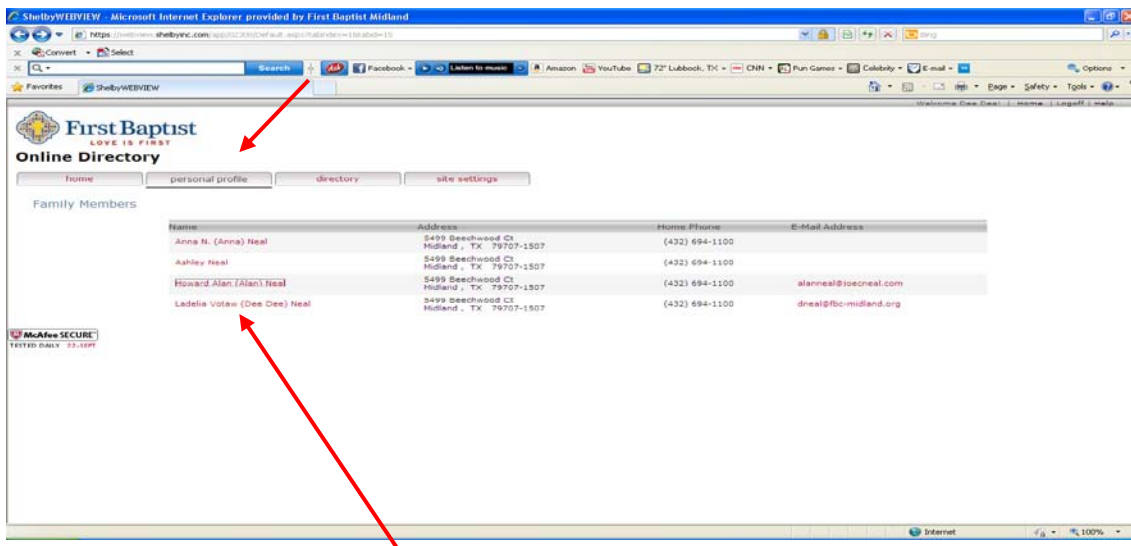 ShelbyWEBVIEW - Microsoft Internet Explorer provided by First Baptist Midland
Convert Select
Search Facebook Listen to music Amazon YouTube 72° Lubbock, TX CNN Fun Games Celebrity E-mail Options
Favorites ShelbyWEBVIEW Page Safety Tools
Welcome Dee Dee! | Home | Logoff | Help
First Baptist
LOVE IS FIRST
Online Directory
home personal profile directory site settings
Family Members
Name Address Home Phone E-Mail Address
Anna N. (Anna) Neal 5499 Beechwood Ct (432) 694-1100
Midland , TX 79707-1507
Ashley Neal 5499 Beechwood Ct (432) 694-1100
Midland , TX 79707-1507
Howard Alan (Alan) Neal 5499 Beechwood Ct (432) 694-1100 alanneal@joecneal.com
Midland , TX 79707-1507
Ladelia Votaw (Dee Dee) Neal 5499 Beechwood Ct (432) 694-1100 dneal@fbc-midland.org
Midland , TX 79707-1507
McAfee SECURE
TESTED DAILY 22-SEPT
Internet 100%